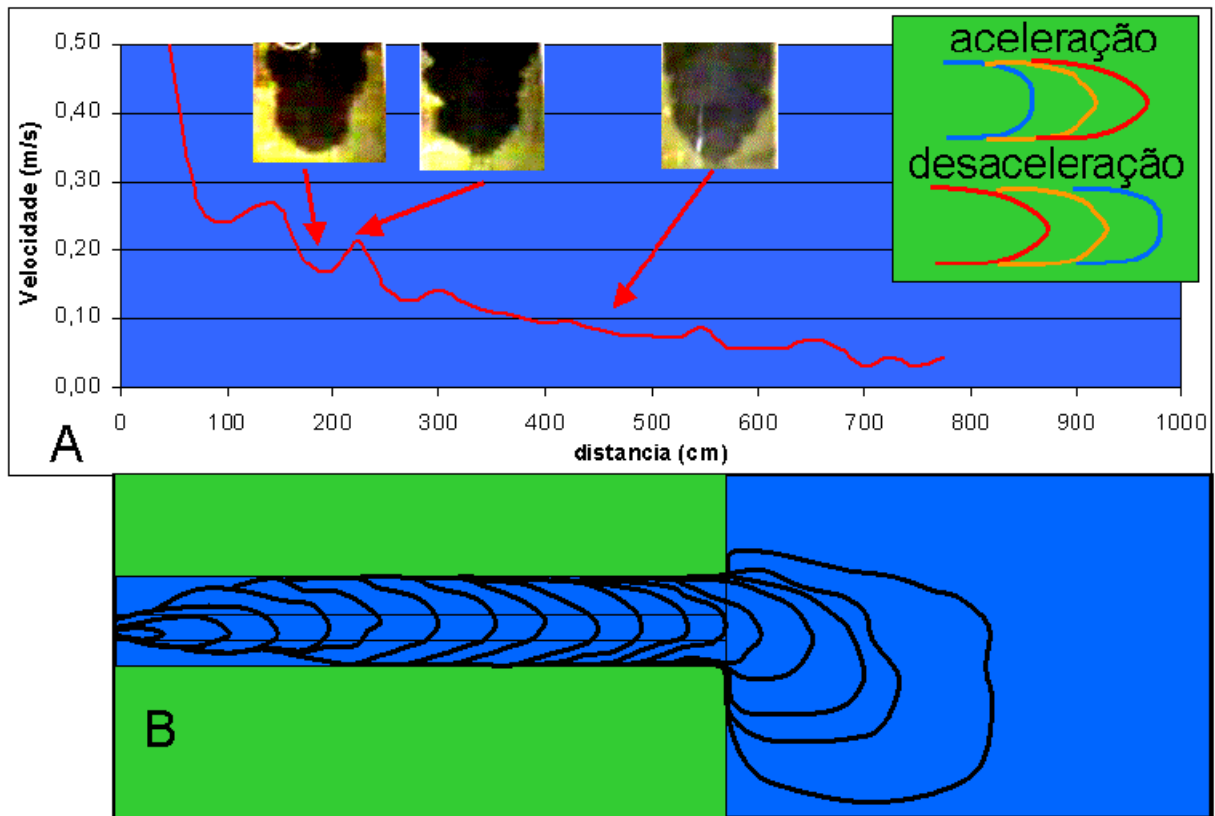 0,50
0,40
0,30
0,20
0,10
0,00
Velocidade (m/s)
aceleração
desaceleração
0 100 200 300 400 500 600 700 800 900 1000
distancia (cm)
A
B